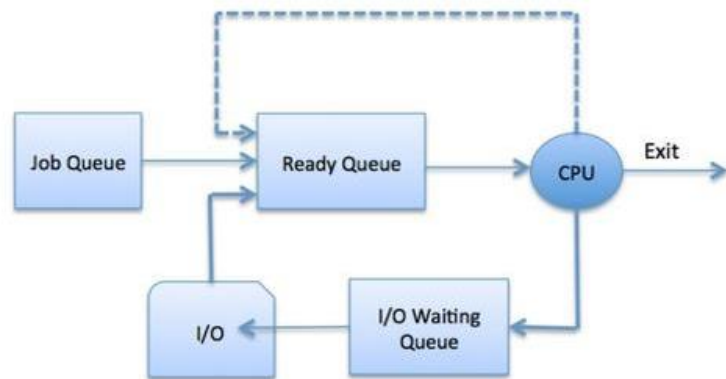 Job Queue
Ready Queue
CPU
Exit
I/O
I/O Waiting
Queue